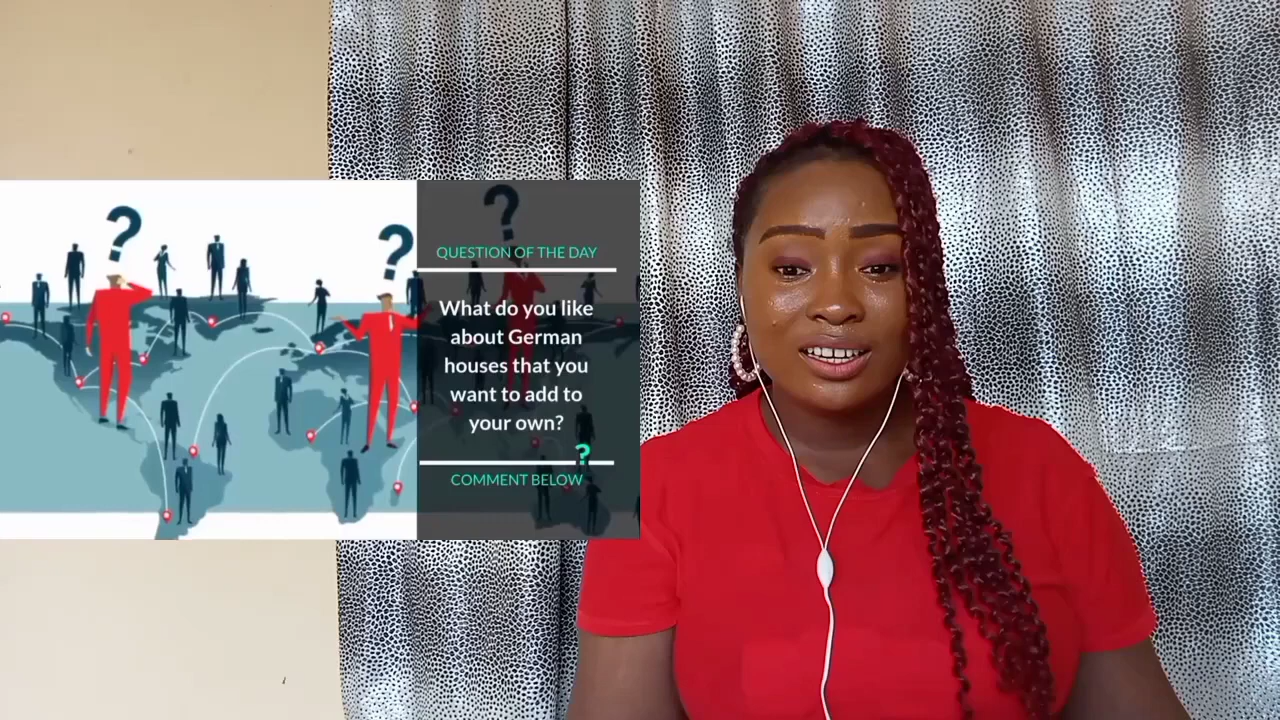 QUESTION OF THE DAY
What do you like
about German
houses that you
want to add to
your own?
?
COMMENT BELOW